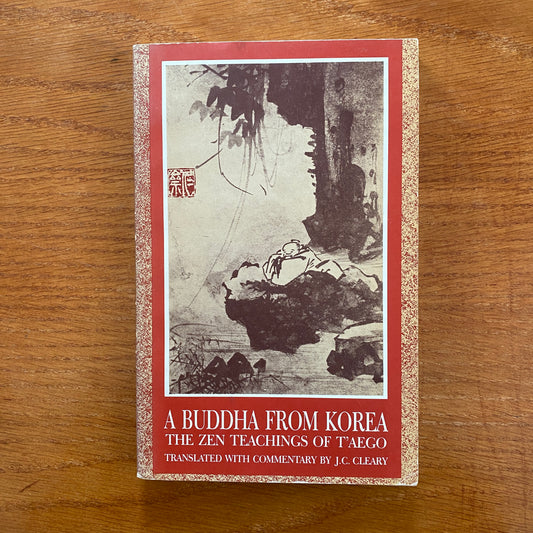 A BUDDHA FROM KOREA
THE ZEN TEACHINGS OF T'AEGO
TRANSLATED WITH COMMENTARY BY J.C. CLEARY